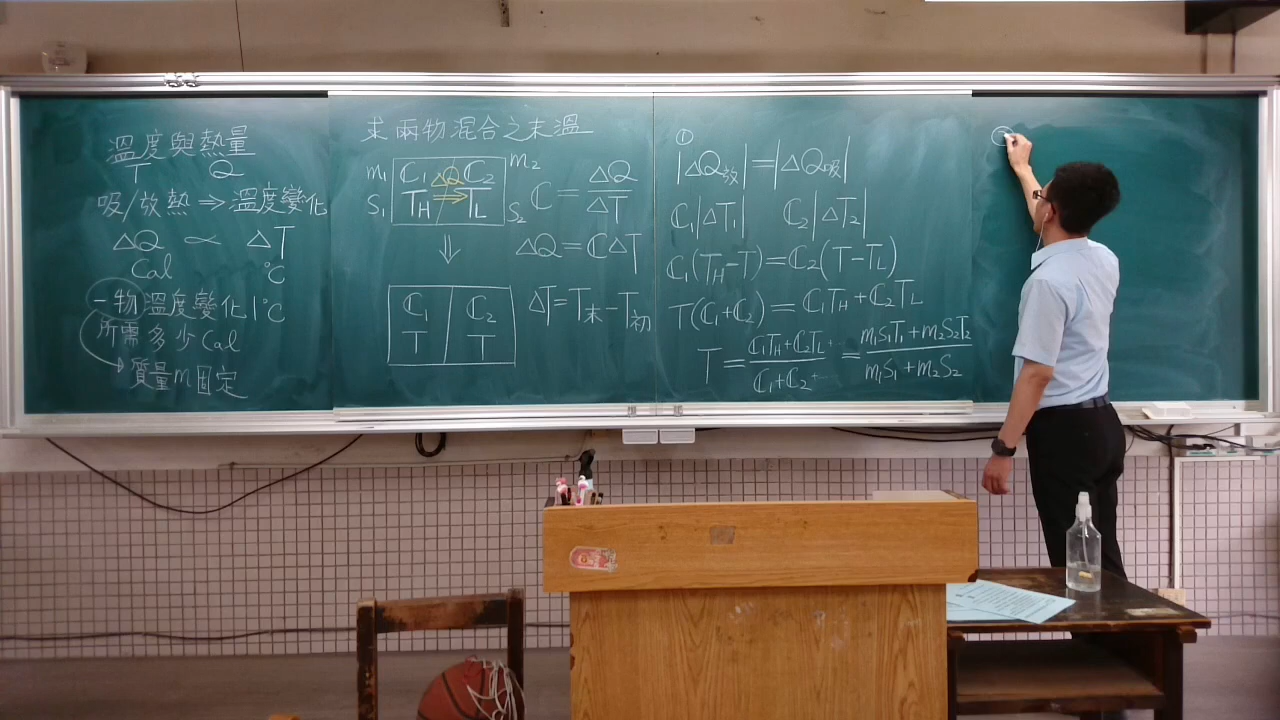 溫度與熱量
T Q
吸/放熱⇒溫度變化
ΔQ ∝ ΔT
Cal °C
一物溫度變化1°C
所需多少Cal
質量m固定
求兩物混合之末溫
m₁ ℂ₁ ΔQ ℂ₂ m₂
S₁ T_H ⇒ T_L S₂
⇓
ℂ₁ ℂ₂
T T
ℂ = ΔQ/ΔT
ΔQ = ℂΔT
ΔT = T末 − T初
①
|ΔQ放| = |ΔQ吸|
ℂ₁|ΔT₁| ℂ₂|ΔT₂|
ℂ₁(T_H−T) = ℂ₂(T−T_L)
T(ℂ₁+ℂ₂) = ℂ₁T_H + ℂ₂T_L
T = (ℂ₁T_H+ℂ₂T_L+…)/(ℂ₁+ℂ₂+…) = (m₁S₁T₁+m₂S₂T₂)/(m₁S₁+m₂S₂)